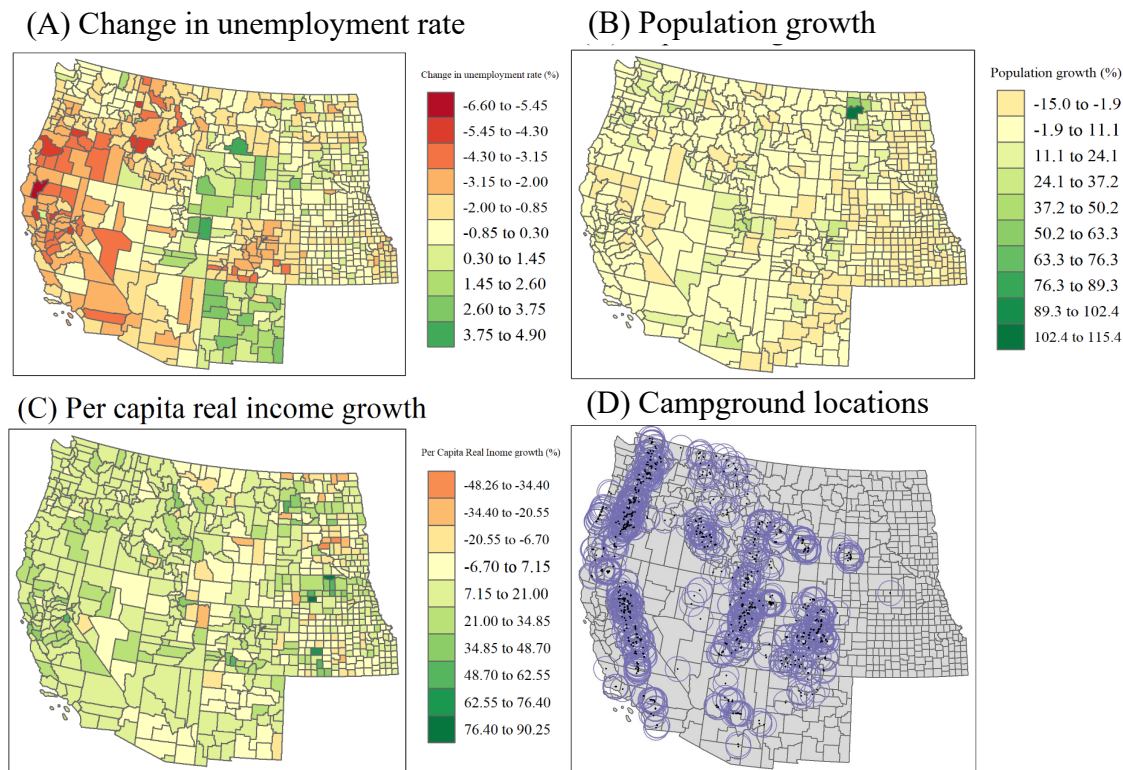 (A) Change in unemployment rate
Change in unemployment rate (%)
-6.60 to -5.45
-5.45 to -4.30
-4.30 to -3.15
-3.15 to -2.00
-2.00 to -0.85
-0.85 to 0.30
0.30 to 1.45
1.45 to 2.60
2.60 to 3.75
3.75 to 4.90
(B) Population growth
Population growth (%)
-15.0 to -1.9
-1.9 to 11.1
11.1 to 24.1
24.1 to 37.2
37.2 to 50.2
50.2 to 63.3
63.3 to 76.3
76.3 to 89.3
89.3 to 102.4
102.4 to 115.4
(C) Per capita real income growth
Per Capita Real Inome growth (%)
-48.26 to -34.40
-34.40 to -20.55
-20.55 to -6.70
-6.70 to 7.15
7.15 to 21.00
21.00 to 34.85
34.85 to 48.70
48.70 to 62.55
62.55 to 76.40
76.40 to 90.25
(D) Campground locations